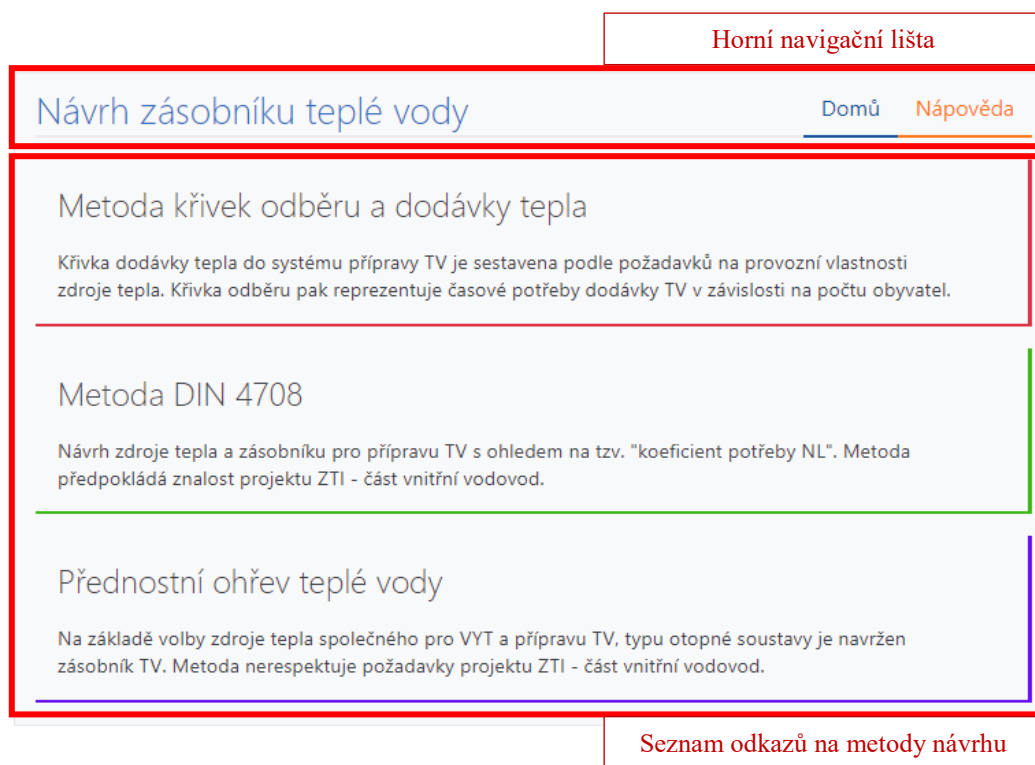 Horní navigační lišta
Návrh zásobníku teplé vody
Domů
Nápověda
Metoda křivek odběru a dodávky tepla
Křivka dodávky tepla do systému přípravy TV je sestavena podle požadavků na provozní vlastnosti
zdroje tepla. Křivka odběru pak reprezentuje časové potřeby dodávky TV v závislosti na počtu obyvatel.
Metoda DIN 4708
Návrh zdroje tepla a zásobníku pro přípravu TV s ohledem na tzv. "koeficient potřeby NL". Metoda
předpokládá znalost projektu ZTI - část vnitřní vodovod.
Přednostní ohřev teplé vody
Na základě volby zdroje tepla společného pro VYT a přípravu TV, typu otopné soustavy je navržen
zásobník TV. Metoda nerespektuje požadavky projektu ZTI - část vnitřní vodovod.
Seznam odkazů na metody návrhu